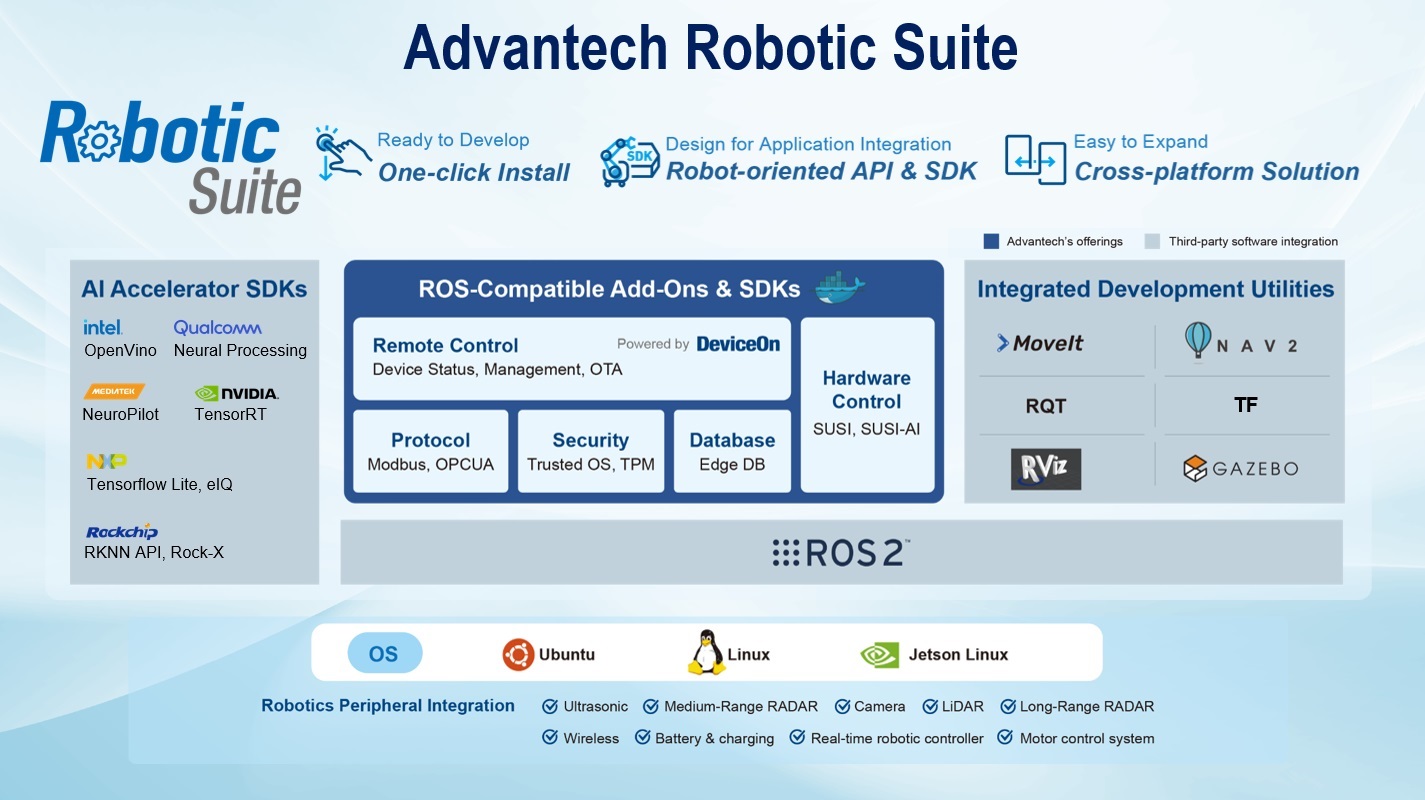 Advantech Robotic Suite
Robotic
Suite
Ready to Develop
One-click Install
C
SDK
Design for Application Integration
Robot-oriented API & SDK
Easy to Expand
Cross-platform Solution
Advantech's offerings
Third-party software integration
AI Accelerator SDKs
intel.
OpenVino
Qualcomm
Neural Processing
MEDIATEK
NeuroPilot
NVIDIA.
TensorRT
NXP
Tensorflow Lite, eIQ
Rockchip
RKNN API, Rock-X
ROS-Compatible Add-Ons & SDKs
Remote Control
Powered by DeviceOn
Device Status, Management, OTA
Protocol
Modbus, OPCUA
Security
Trusted OS, TPM
Database
Edge DB
Hardware
Control
SUSI, SUSI-AI
Integrated Development Utilities
MoveIt
NAV2
RQT
TF
RViz
GAZEBO
ROS 2™
OS
Ubuntu
Linux
Jetson Linux
Robotics Peripheral Integration
Ultrasonic
Medium-Range RADAR
Camera
LiDAR
Long-Range RADAR
Wireless
Battery & charging
Real-time robotic controller
Motor control system